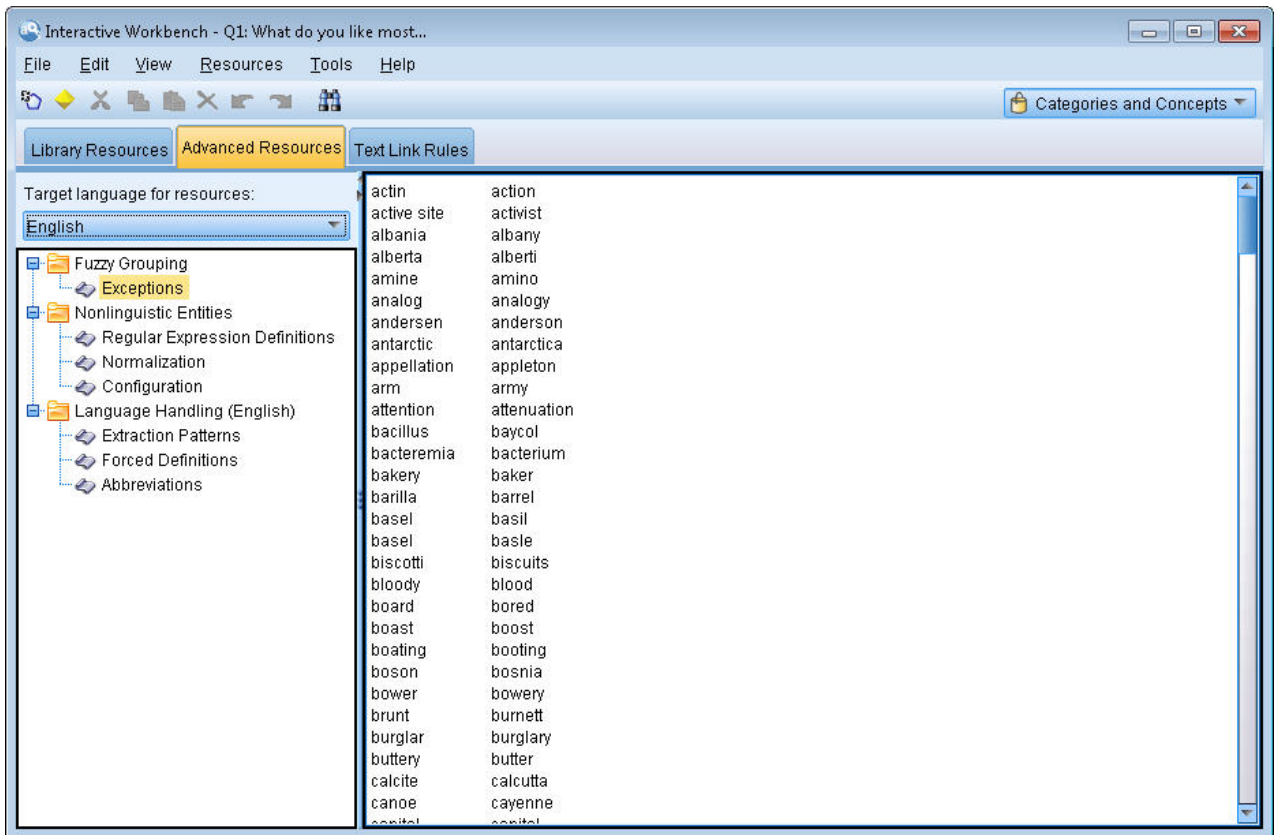 Interactive Workbench - Q1: What do you like most...
File Edit View Resources Tools Help
Categories and Concepts
Library Resources Advanced Resources Text Link Rules
Target language for resources:
English
Fuzzy Grouping
Exceptions
Nonlinguistic Entities
Regular Expression Definitions
Normalization
Configuration
Language Handling (English)
Extraction Patterns
Forced Definitions
Abbreviations
actin action
active site activist
albania albany
alberta alberti
amine amino
analog analogy
andersen anderson
antarctic antarctica
appellation appleton
arm army
attention attenuation
bacillus baycol
bacteremia bacterium
bakery baker
barilla barrel
basel basil
basel basle
biscotti biscuits
bloody blood
board bored
boast boost
boating booting
boson bosnia
bower bowery
brunt burnett
burglar burglary
buttery butter
calcite calcutta
canoe cayenne